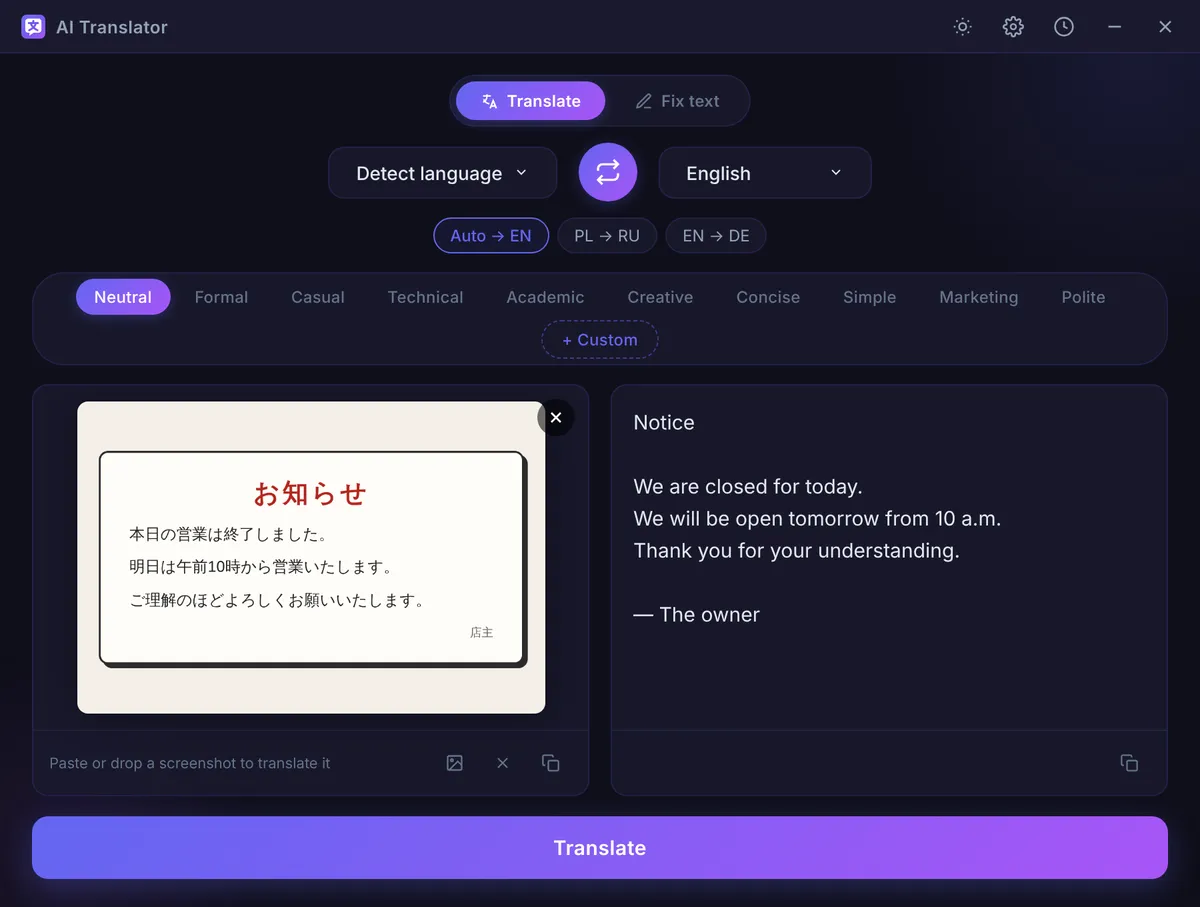 AI Translator
Translate
Fix text
Detect language
English
Auto → EN
PL → RU
EN → DE
Neutral
Formal
Casual
Technical
Academic
Creative
Concise
Simple
Marketing
Polite
+ Custom
お知らせ
本日の営業は終了しました。
明日は午前10時から営業いたします。
ご理解のほどよろしくお願いいたします。
店主
Paste or drop a screenshot to translate it
Notice
We are closed for today.
We will be open tomorrow from 10 a.m.
Thank you for your understanding.
— The owner
Translate